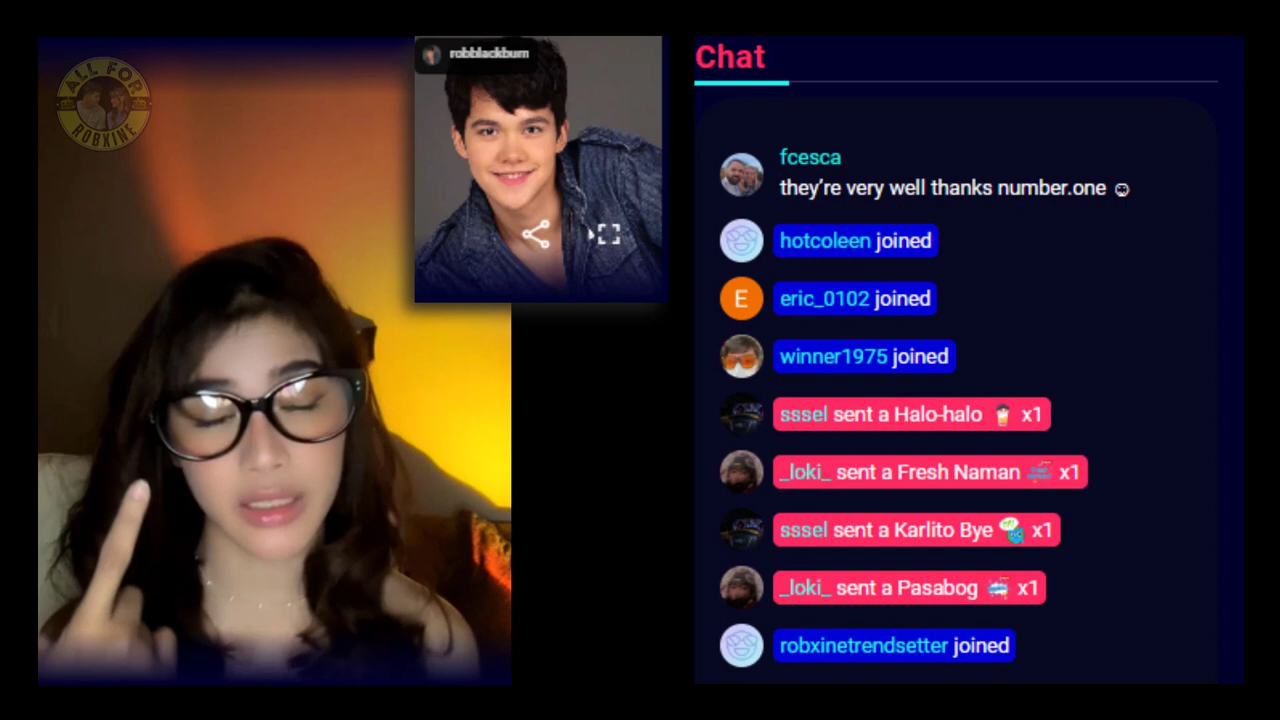 ALL FOR
ROBXINE
robblackburn
Chat
fcesca
they're very well thanks number.one
hotcoleen joined
E
eric_0102 joined
winner1975 joined
sssel sent a Halo-halo x1
_loki_ sent a Fresh Naman x1
sssel sent a Karlito Bye x1
_loki_ sent a Pasabog x1
robxinetrendsetter joined